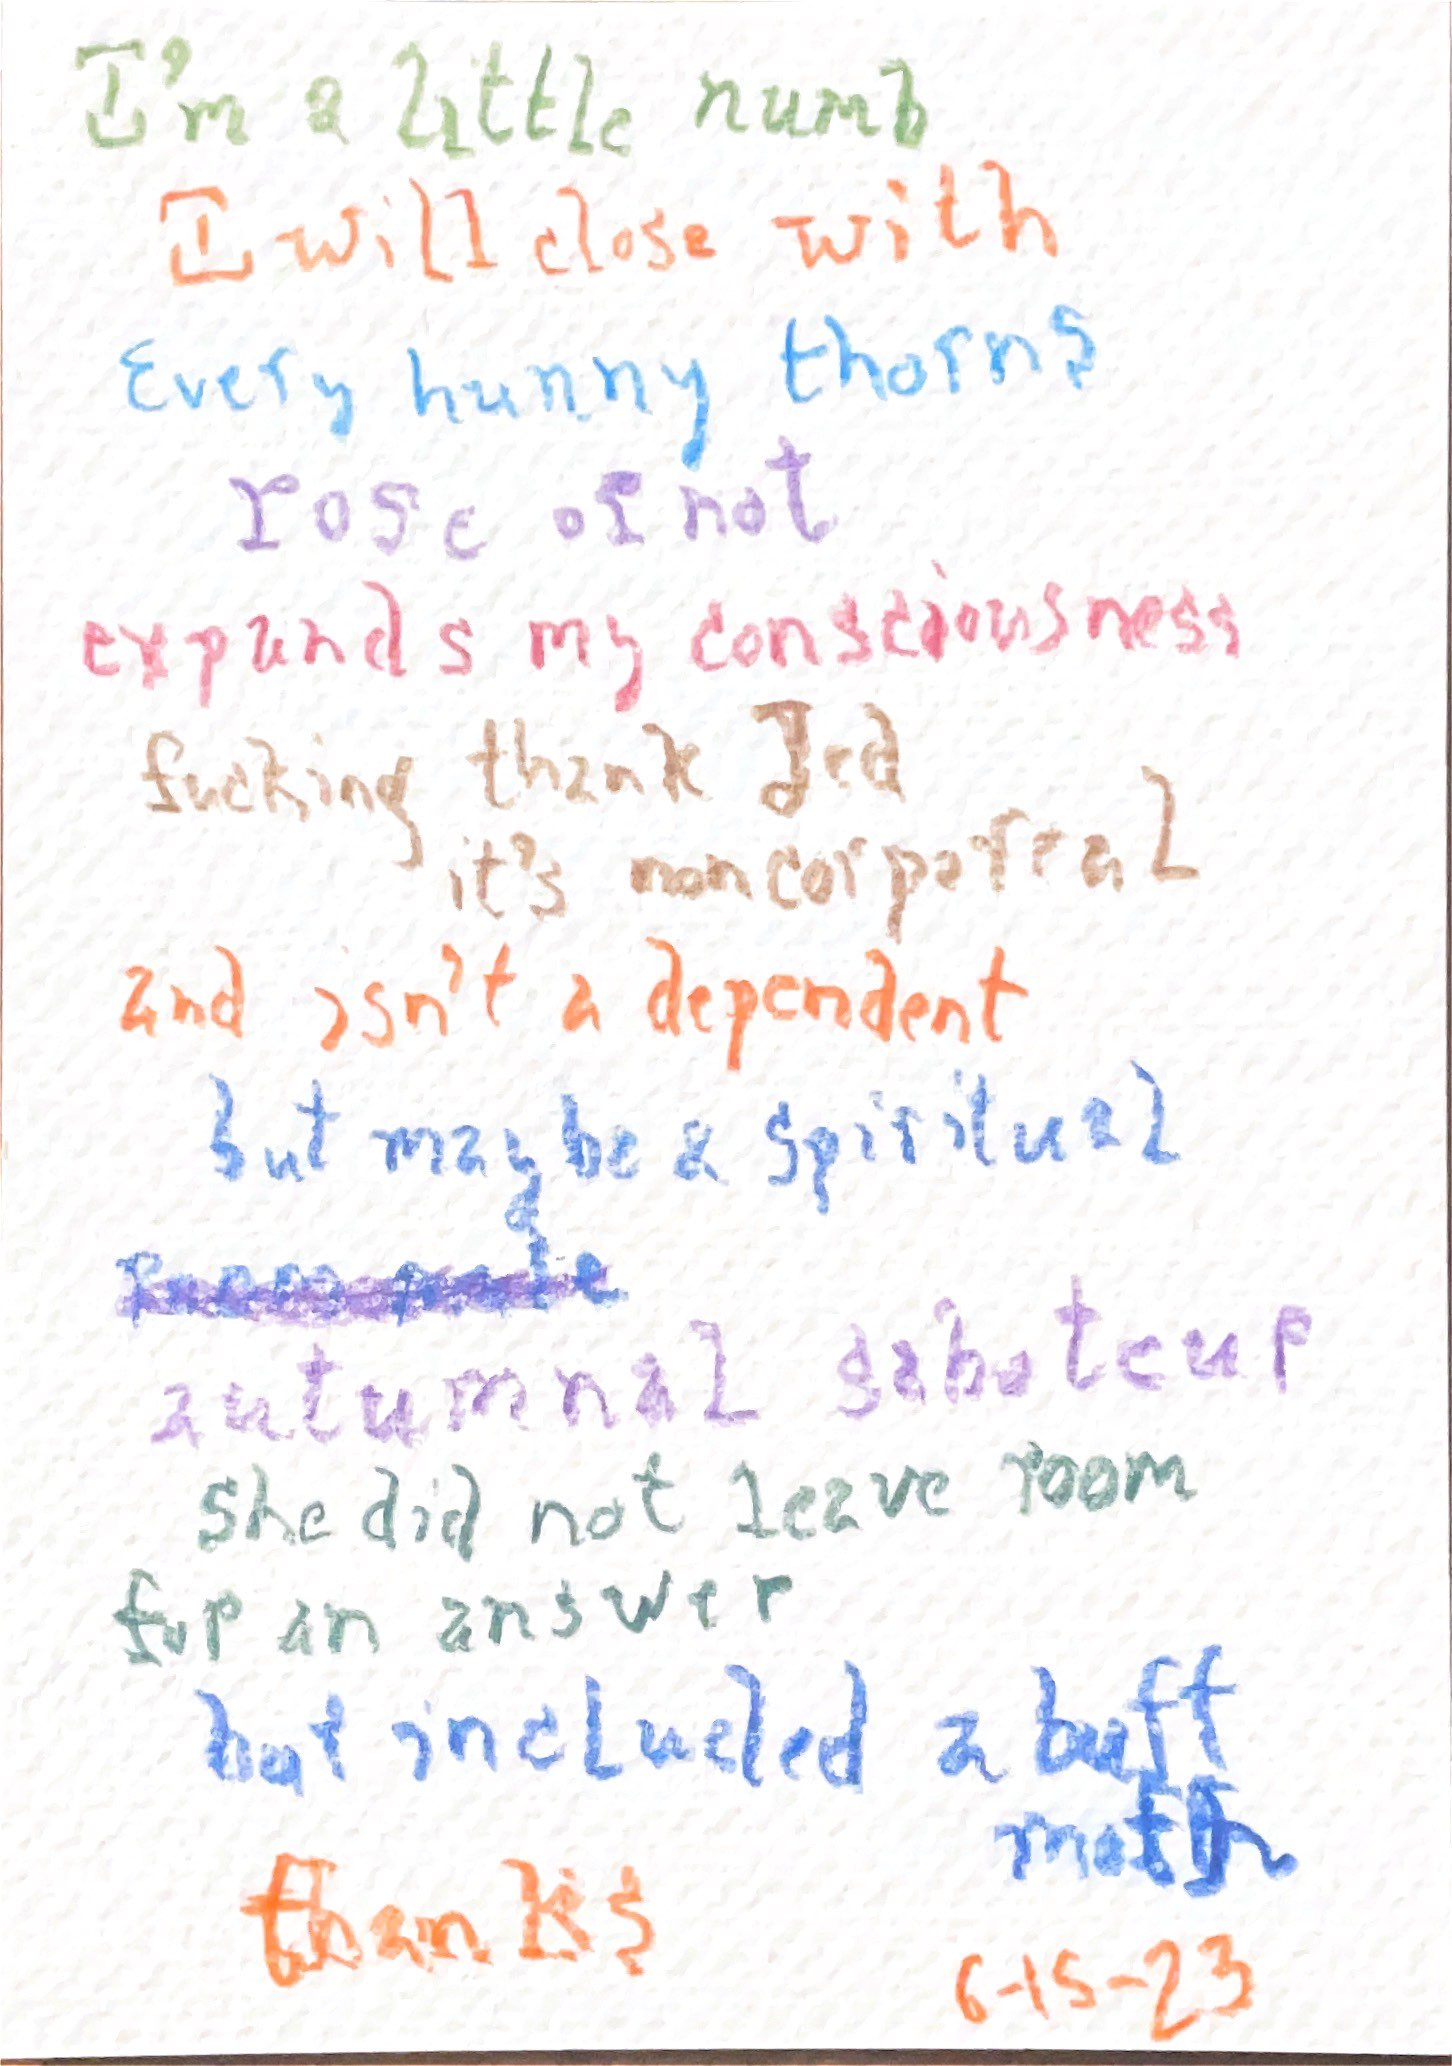 I'm a little numb
I will close with
Every hunny thorns
rose or not
expands my consciousness
fucking thank Jed
it's noncorporeal
and isn't a dependent
but maybe a spiritual
autumnal saboteur
she did not leave room
for an answer
but included a buff
moth
thanks
6-15-23